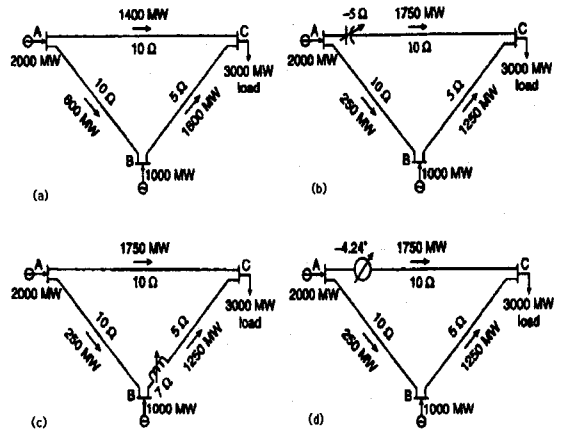 1400 MW
A
C
10 Ω
2000 MW
3000 MW
load
10 Ω
600 MW
5 Ω
1600 MW
B
1000 MW
(a)
-5 Ω
1750 MW
A
C
10 Ω
2000 MW
3000 MW
load
10 Ω
250 MW
5 Ω
1250 MW
B
1000 MW
(b)
1750 MW
A
C
10 Ω
2000 MW
3000 MW
load
10 Ω
250 MW
5 Ω
1250 MW
7 Ω
B
1000 MW
(c)
-4.24°
1750 MW
A
C
10 Ω
2000 MW
3000 MW
load
10 Ω
250 MW
5 Ω
1250 MW
B
1000 MW
(d)